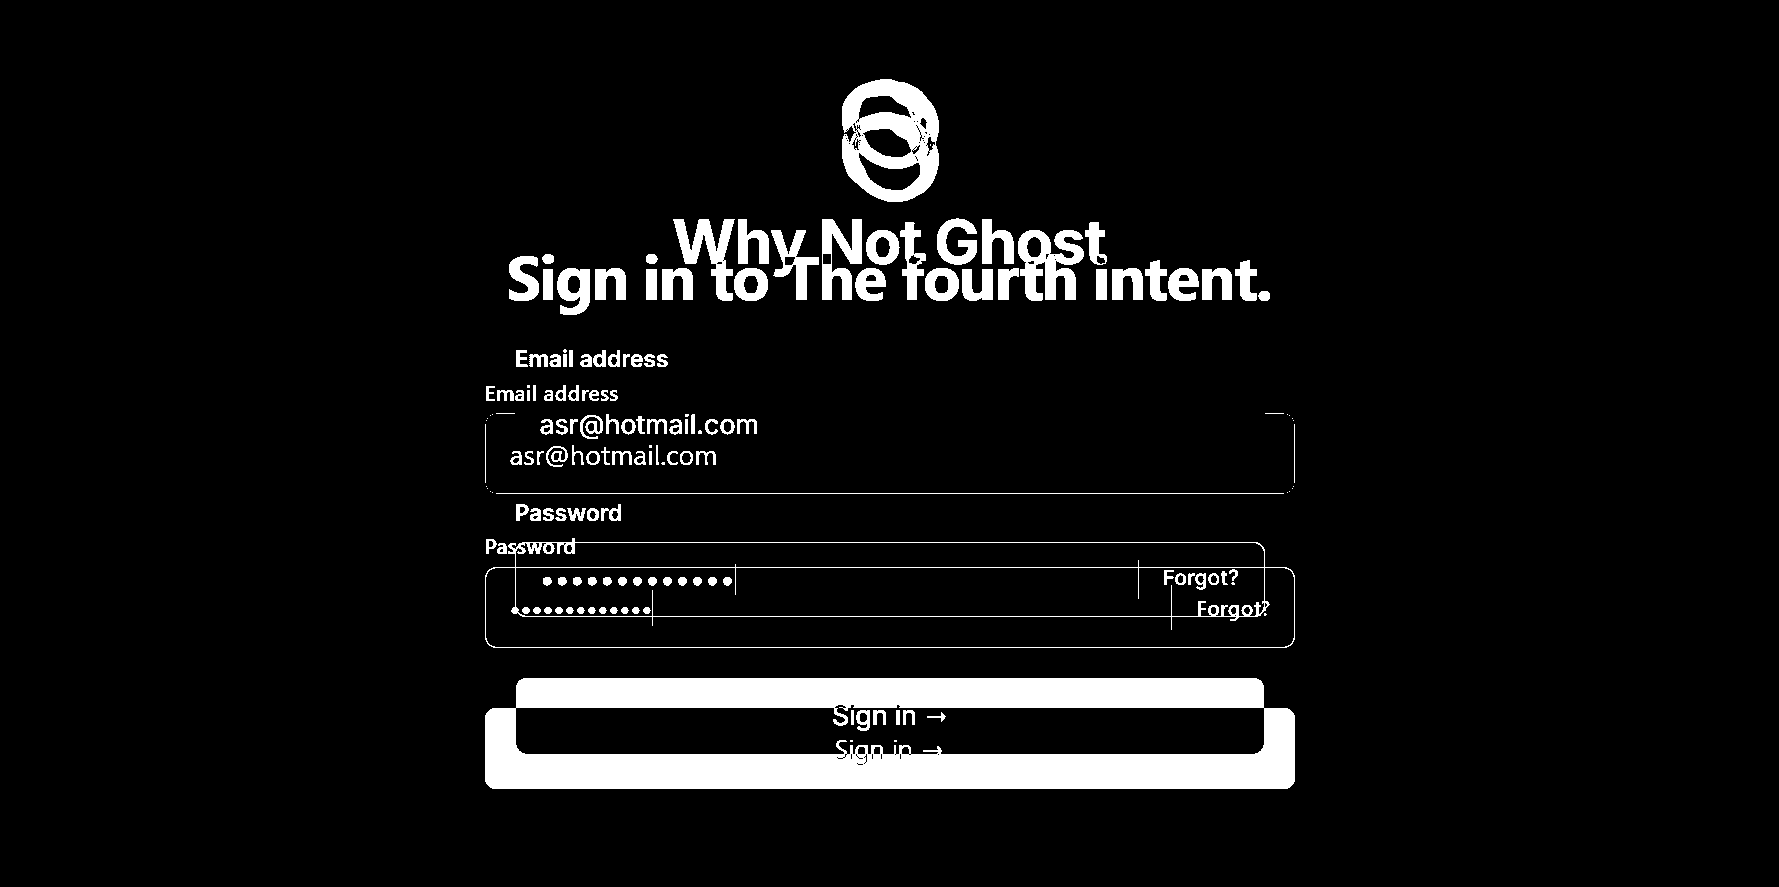 Why Not Ghost
Sign in to The fourth intent.
Email address
Email address
asr@hotmail.com
asr@hotmail.com
Password
Password
Forgot?
Forgot?
Sign in →
Sign in →